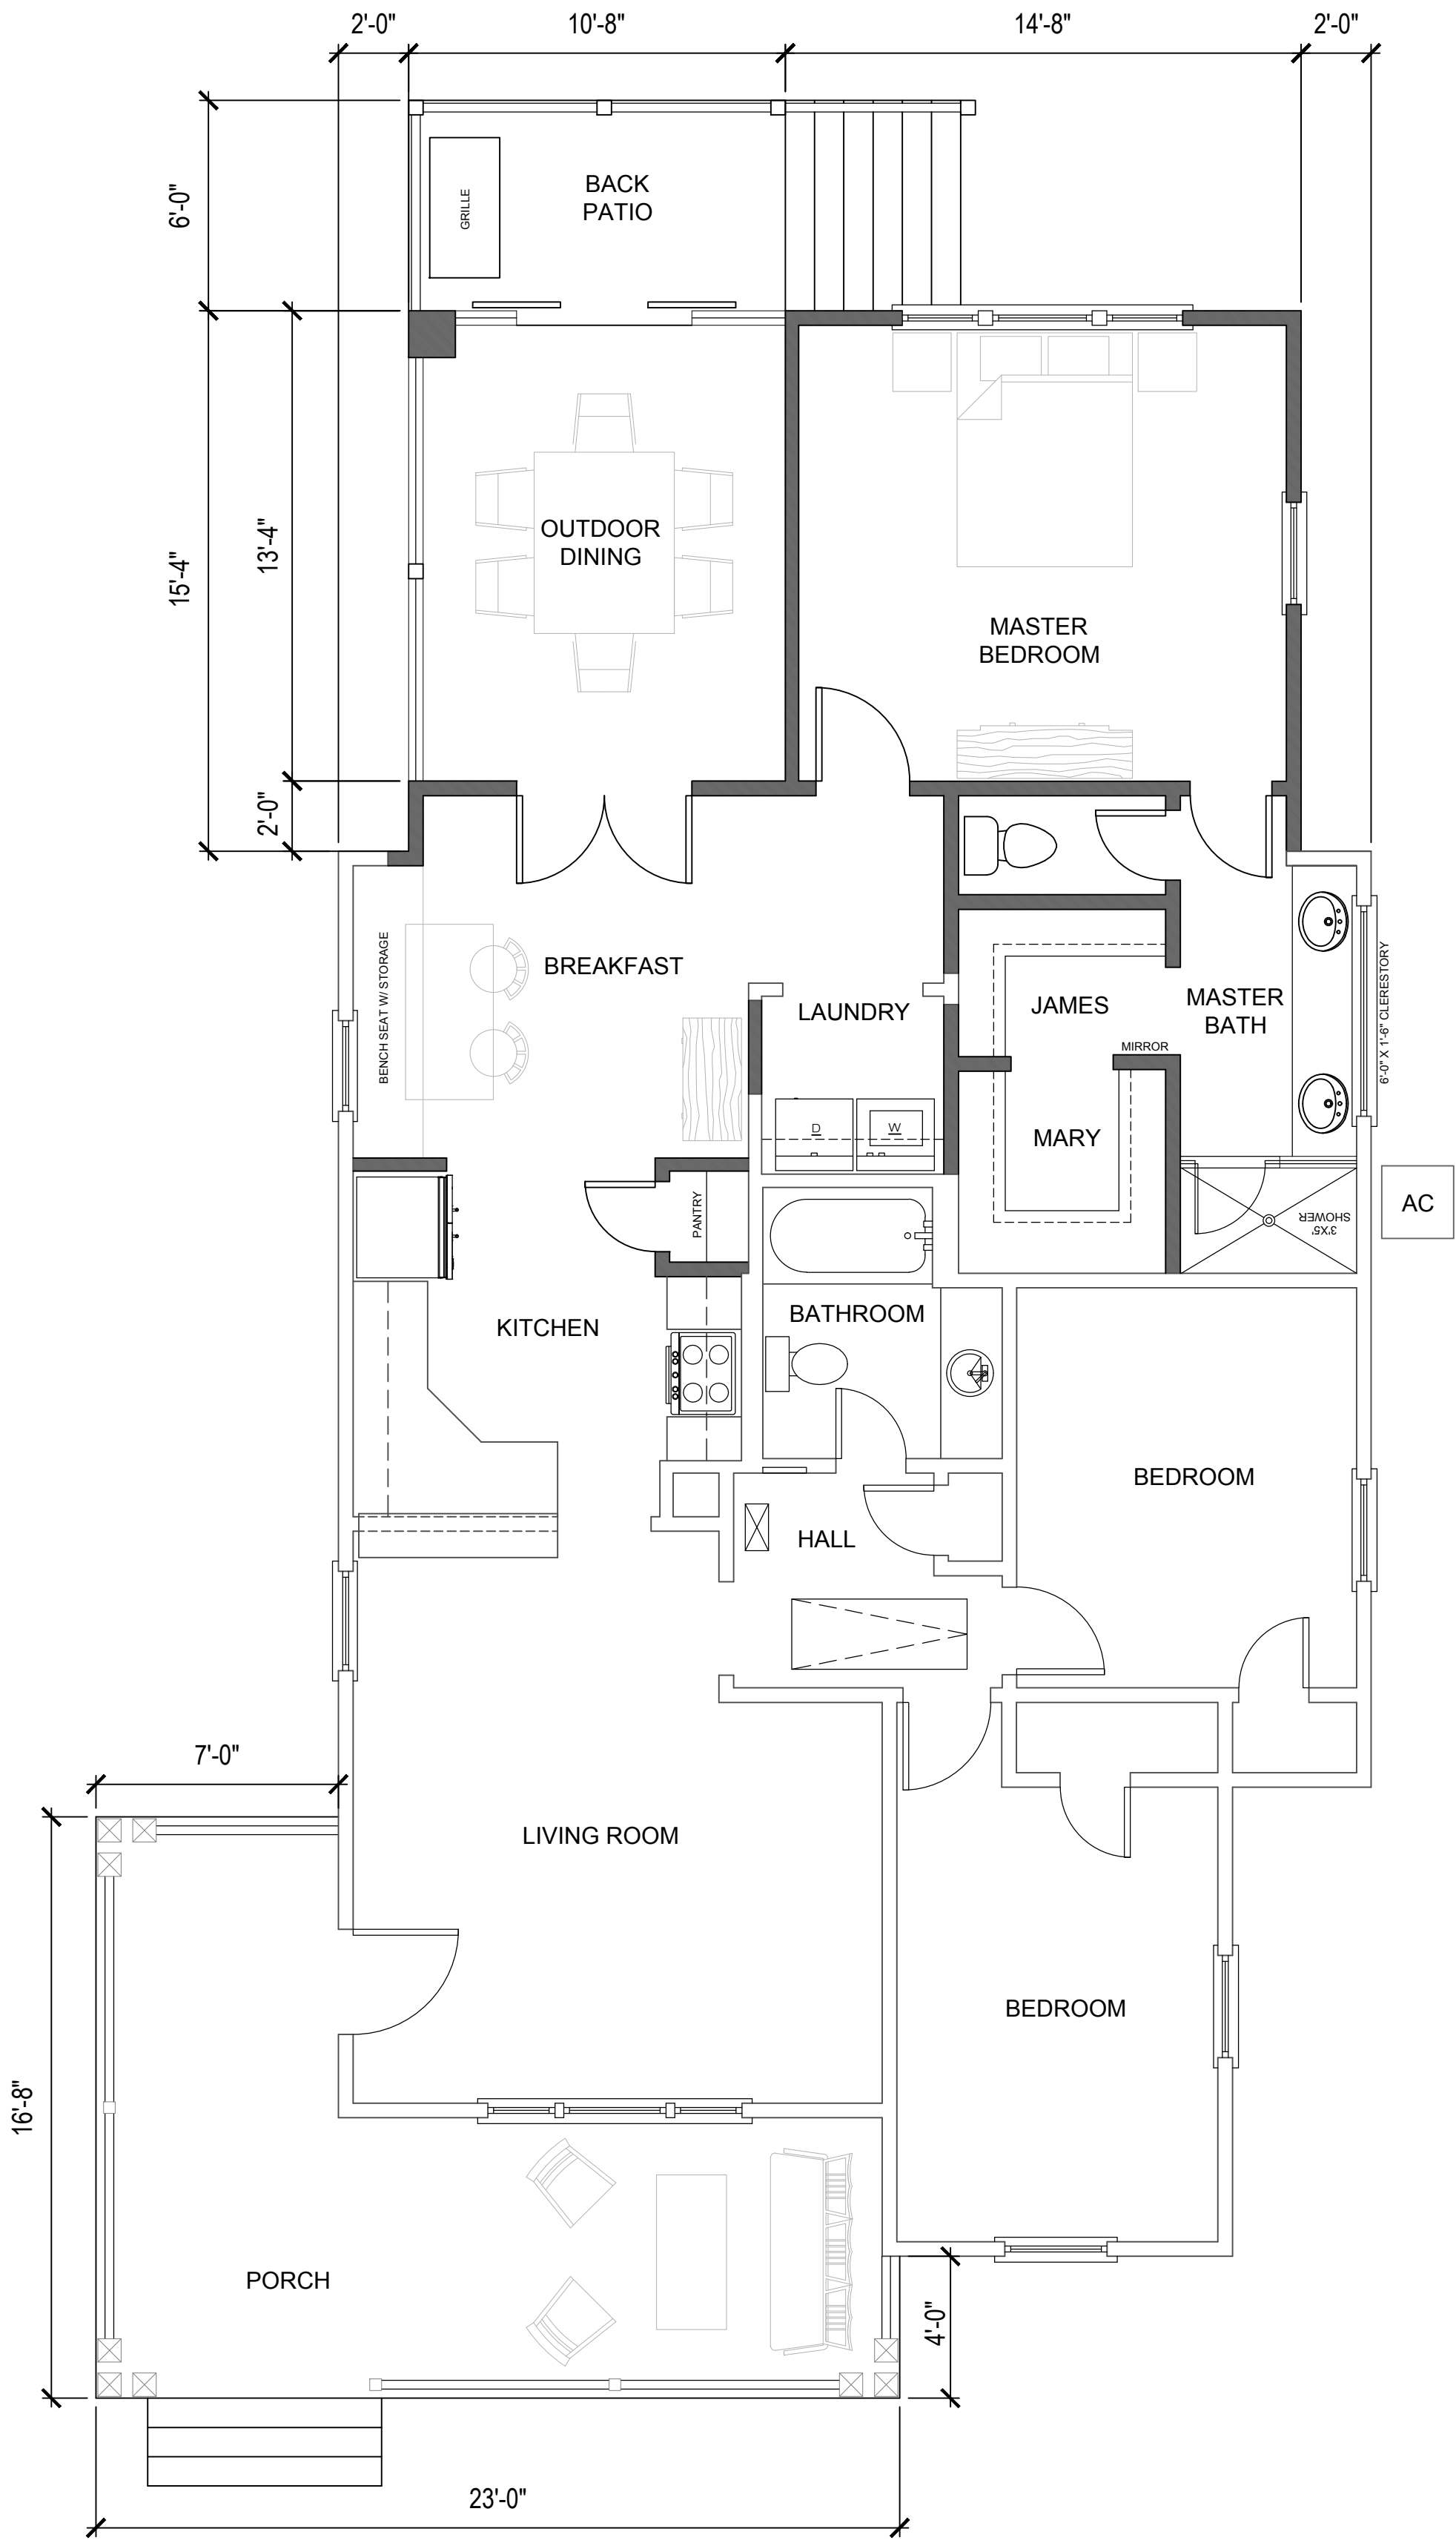 2'-0"
10'-8"
14'-8"
2'-0"
6'-0"
GRILLE
BACK
PATIO
15'-4"
13'-4"
OUTDOOR
DINING
MASTER
BEDROOM
2'-0"
BENCH SEAT W/ STORAGE
BREAKFAST
LAUNDRY
JAMES
MASTER
BATH
MIRROR
6'-0" X 1'-6" CLERESTORY
D
W
MARY
PANTRY
3'X5'
SHOWER
AC
KITCHEN
BATHROOM
BEDROOM
HALL
7'-0"
LIVING ROOM
BEDROOM
16'-8"
PORCH
4'-0"
23'-0"